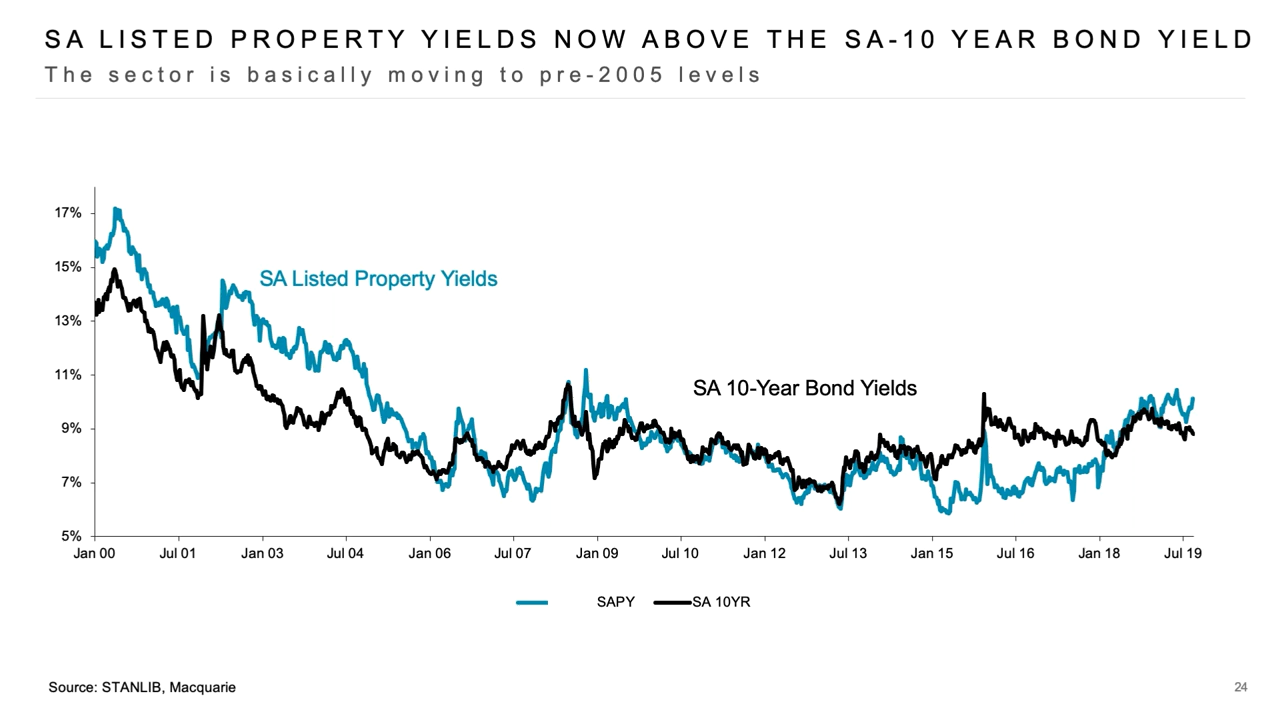 SA LISTED PROPERTY YIELDS NOW ABOVE THE SA-10 YEAR BOND YIELD
The sector is basically moving to pre-2005 levels
17%
15%
13%
11%
9%
7%
5%
SA Listed Property Yields
SA 10-Year Bond Yields
Jan 00 Jul 01 Jan 03 Jul 04 Jan 06 Jul 07 Jan 09 Jul 10 Jan 12 Jul 13 Jan 15 Jul 16 Jan 18 Jul 19
SAPY SA 10YR
Source: STANLIB, Macquarie
24